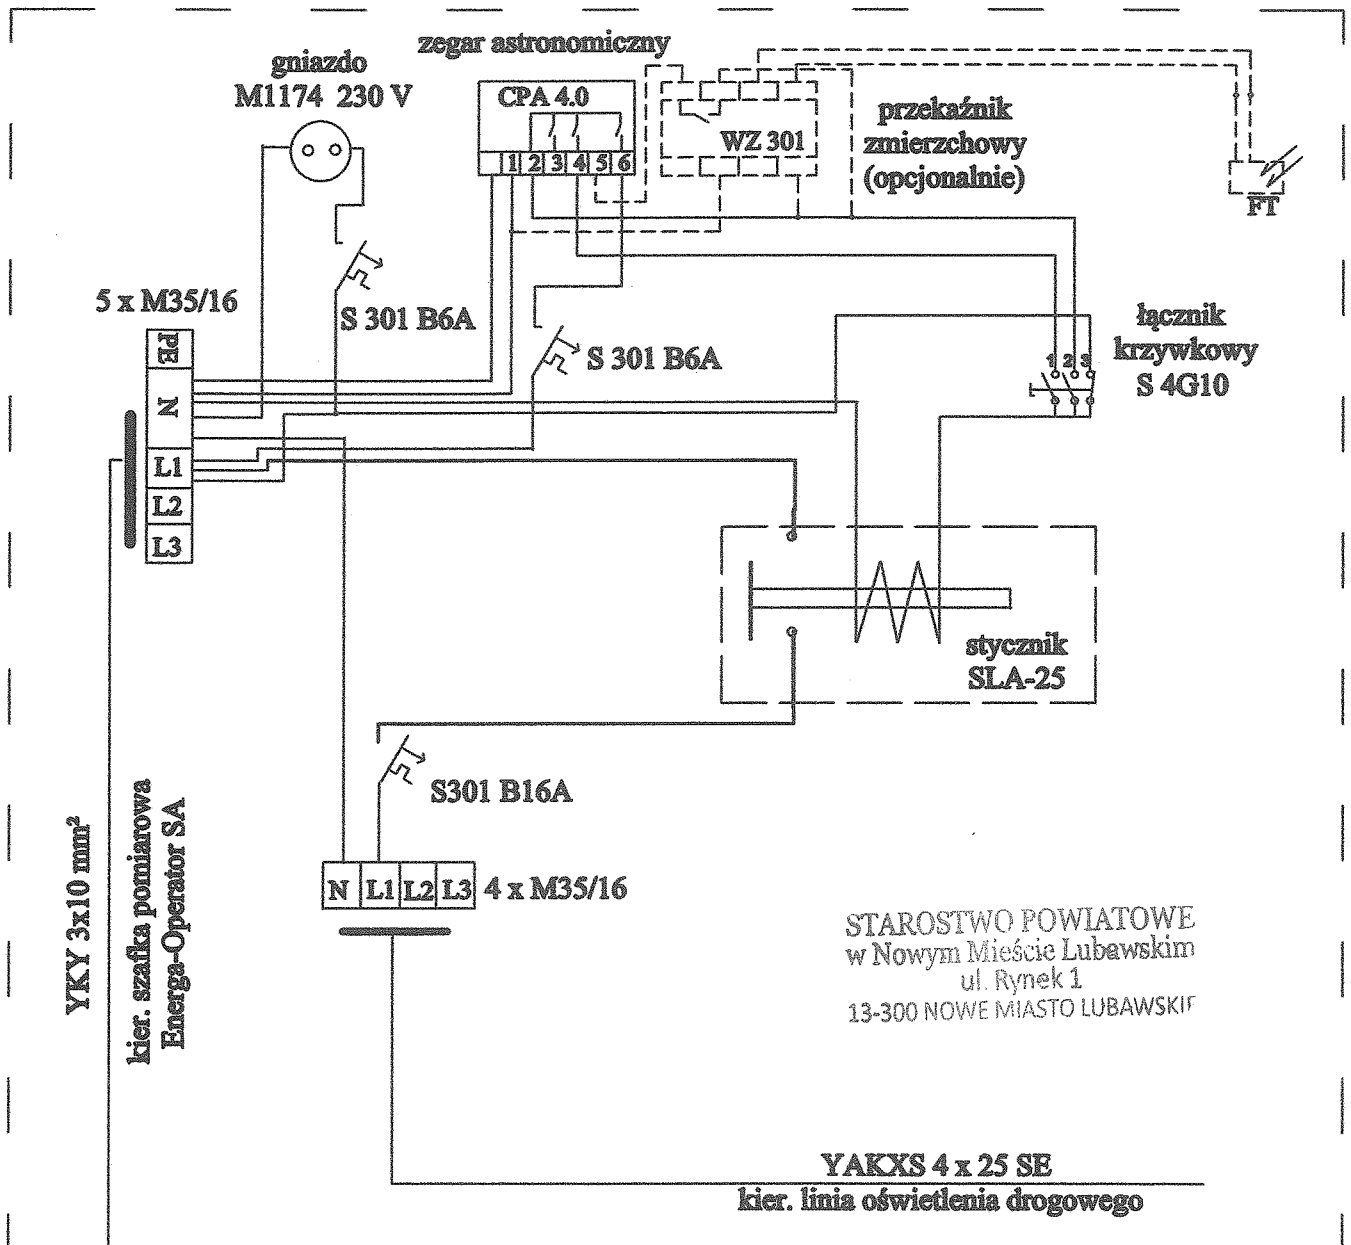 zegar astronomiczny
gniazdo
M1174 230 V
CPA 4.0
1 2 3 4 5 6
WZ 301
przekaźnik
zmierzchowy
(opcjonalnie)
FT
5 x M35/16
S 301 B6A
S 301 B6A
łącznik
krzywkowy
S 4G10
1 2 3
PE
N
L1
L2
L3
stycznik
SLA-25
S301 B16A
YKY 3x10 mm²
kier. szafka pomiarowa
Energa-Operator SA
N L1 L2 L3
4 x M35/16
STAROSTWO POWIATOWE
w Nowym Mieście Lubawskim
ul. Rynek 1
13-300 NOWE MIASTO LUBAWSKIE
YAKXS 4 x 25 SE
kier. linia oświetlenia drogowego